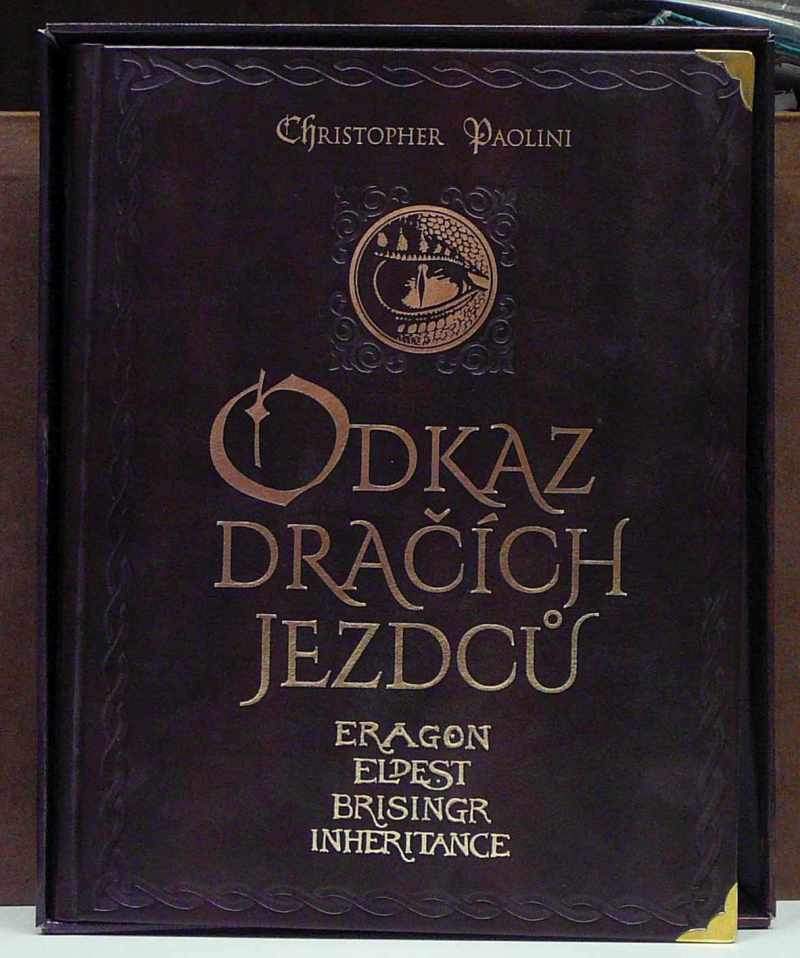 Christopher Paolini
Odkaz
dračích
jezdců
Eragon
Eldest
Brisingr
Inheritance